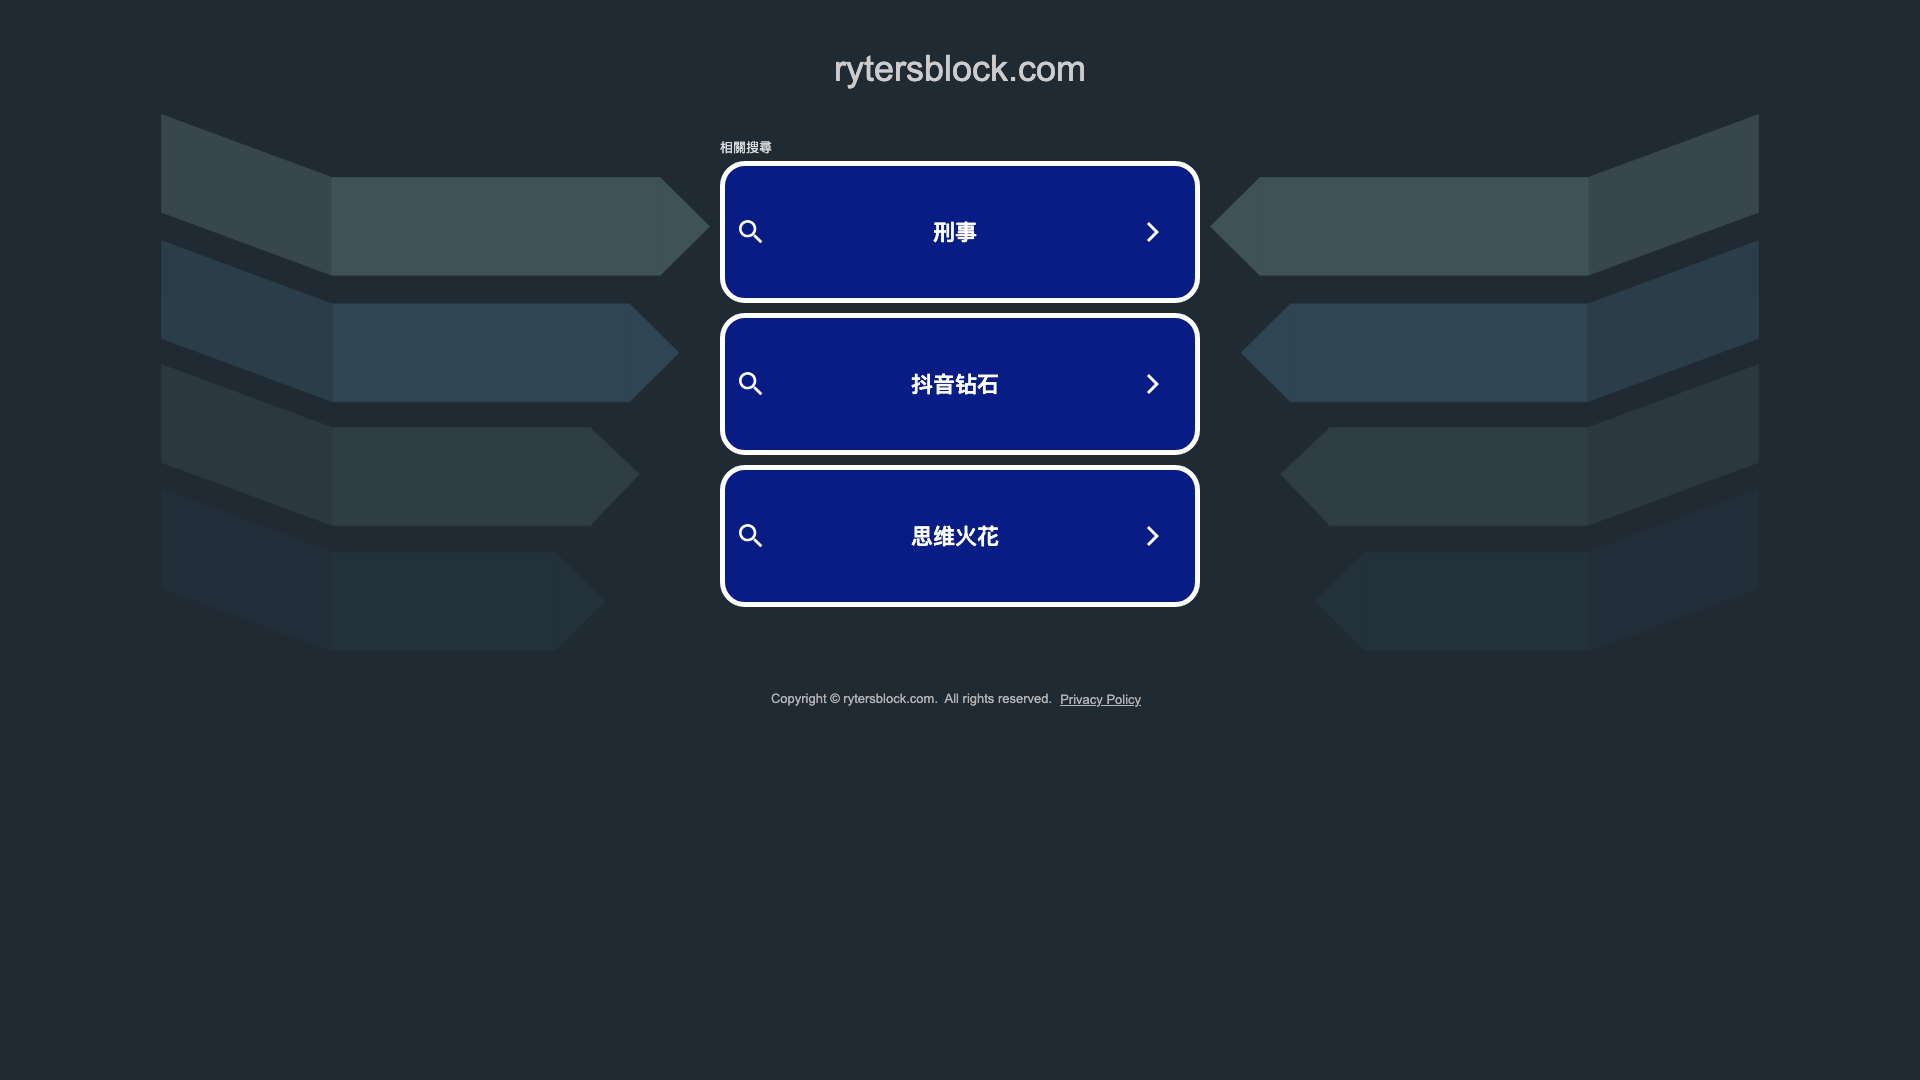 rytersblock.com
相關搜尋
刑事
抖音钻石
思维火花
Copyright © rytersblock.com.  All rights reserved.  Privacy Policy